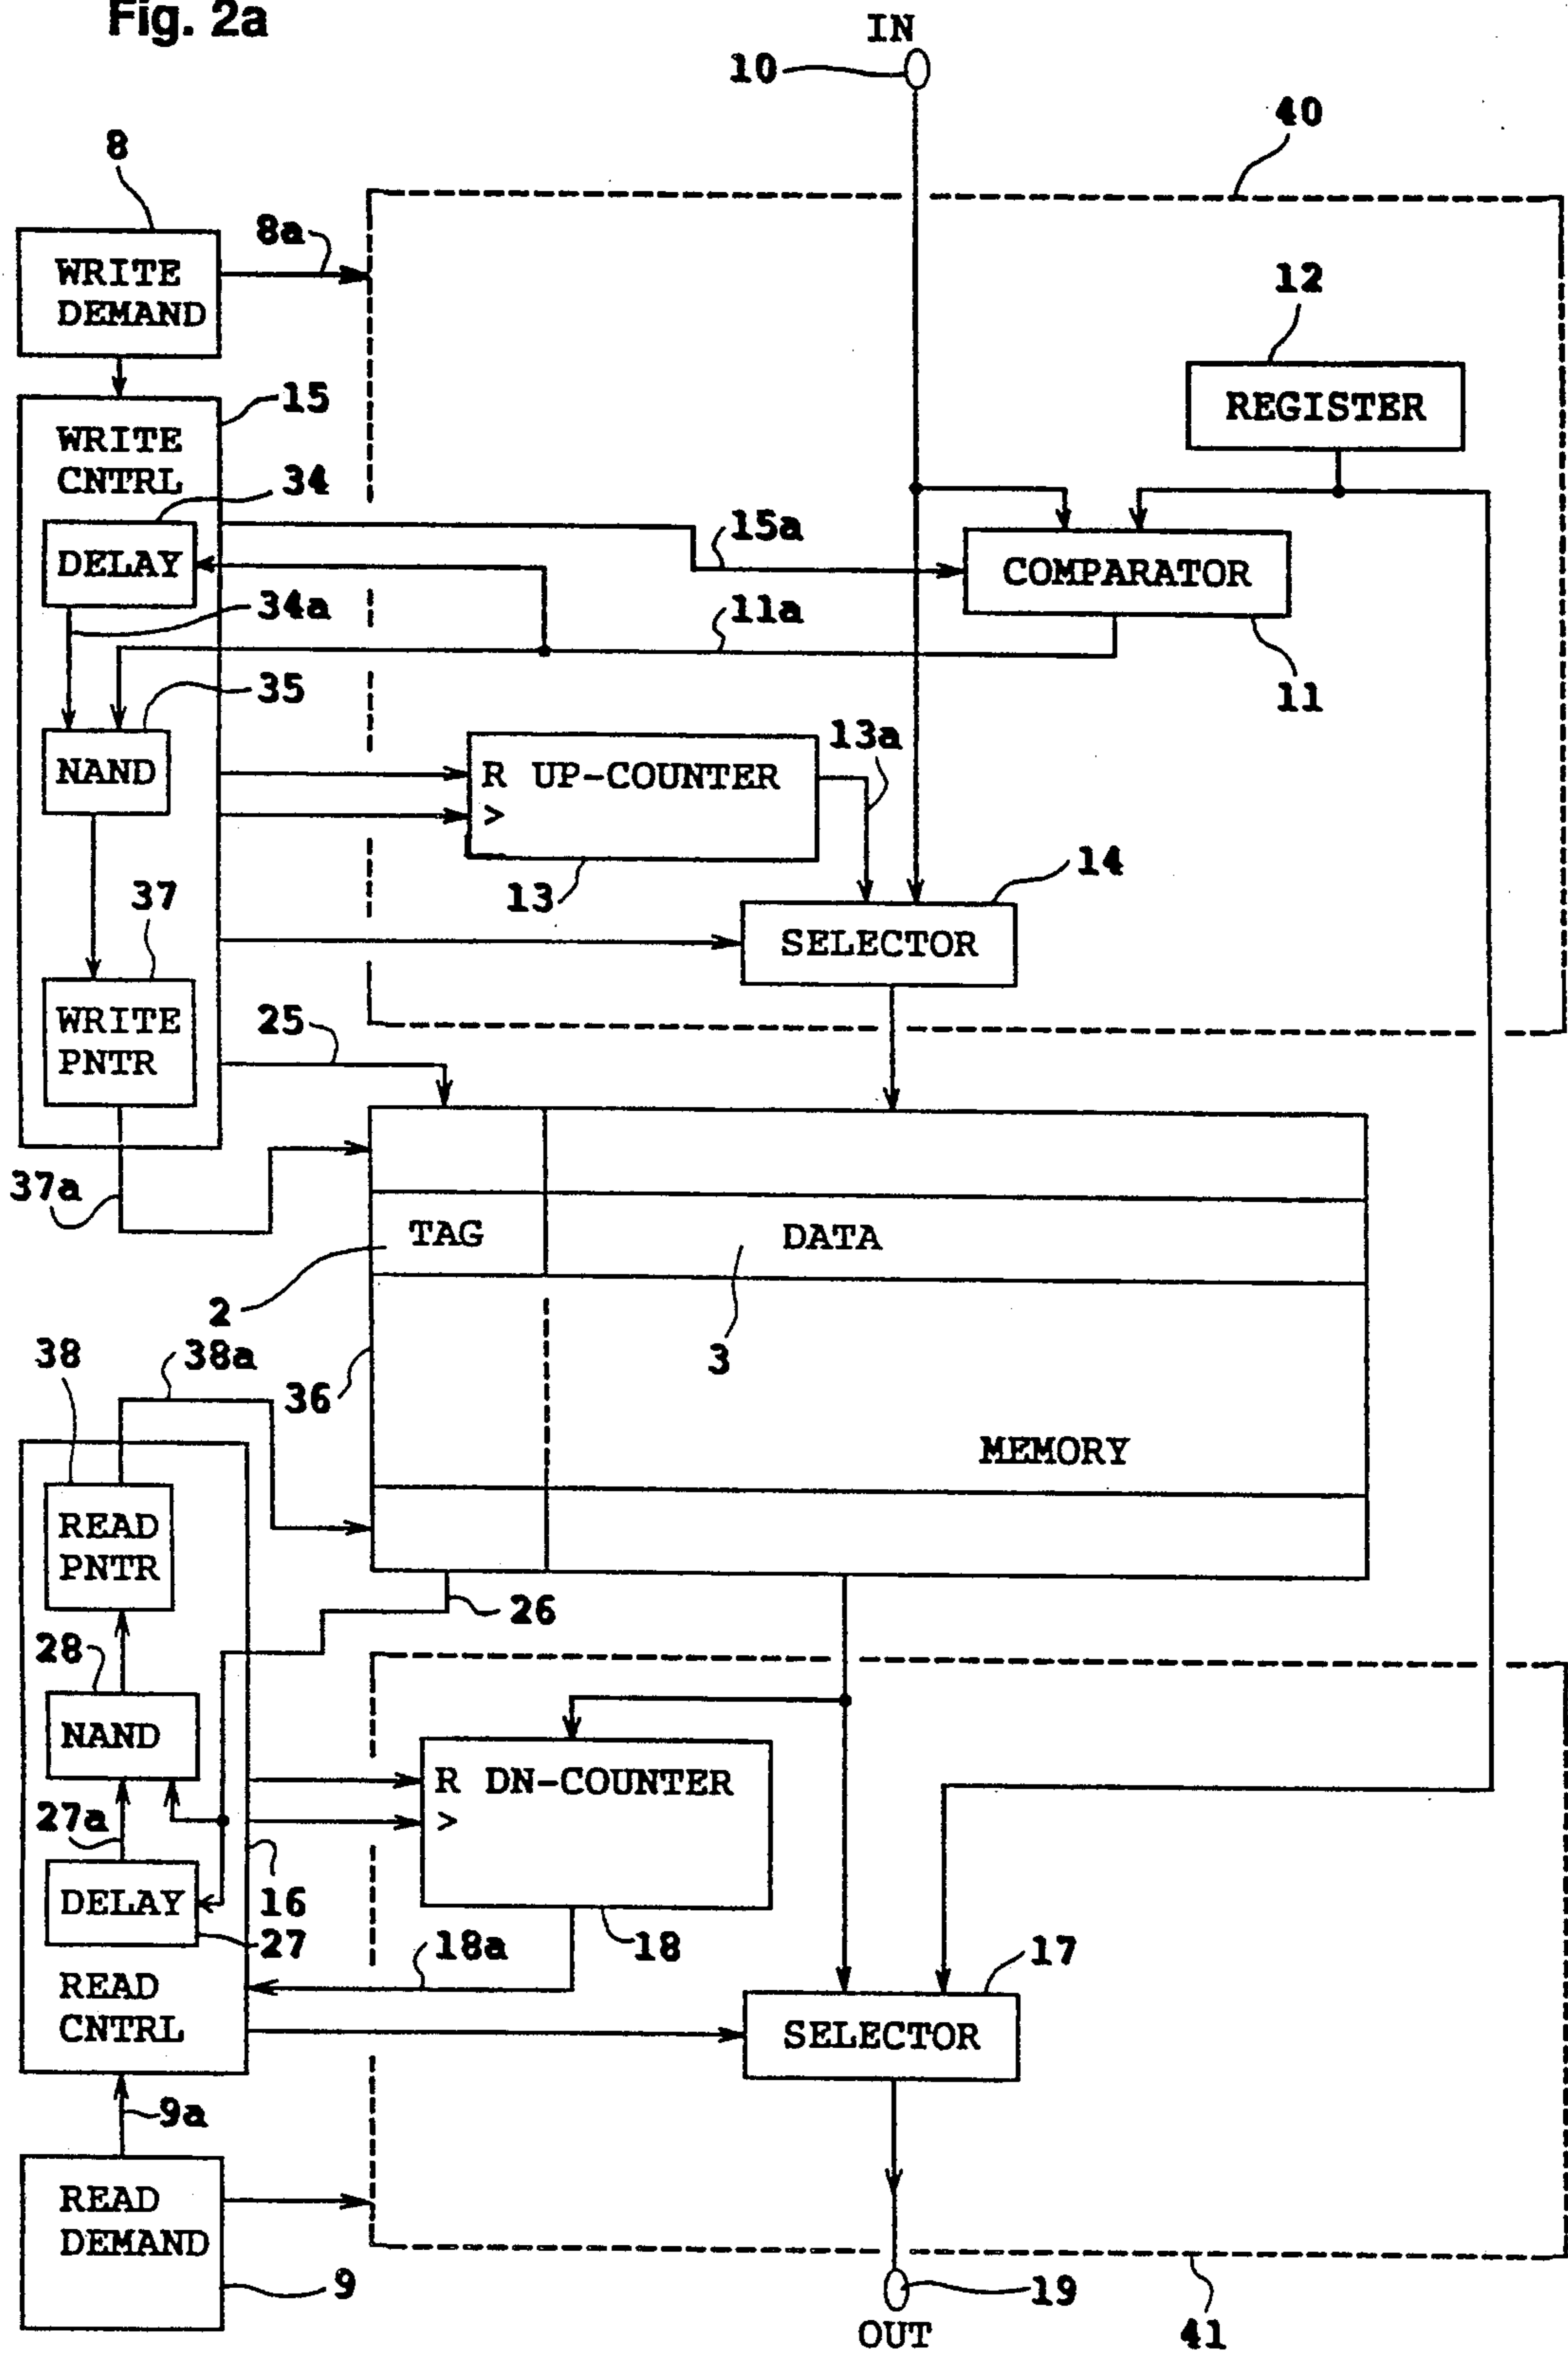 Fig. 2a
IN
10
40
8
8a
WRITE
DEMAND
12
REGISTER
15
WRITE
CNTRL
34
DELAY
15a
COMPARATOR
34a
11a
11
35
NAND
13a
R UP-COUNTER
>
13
14
SELECTOR
37
WRITE
PNTR
25
37a
TAG
DATA
2
3
38
38a
36
MEMORY
READ
PNTR
26
28
NAND
R DN-COUNTER
>
27a
DELAY
16
27
18a
18
17
READ
CNTRL
SELECTOR
9a
READ
DEMAND
9
19
OUT
41